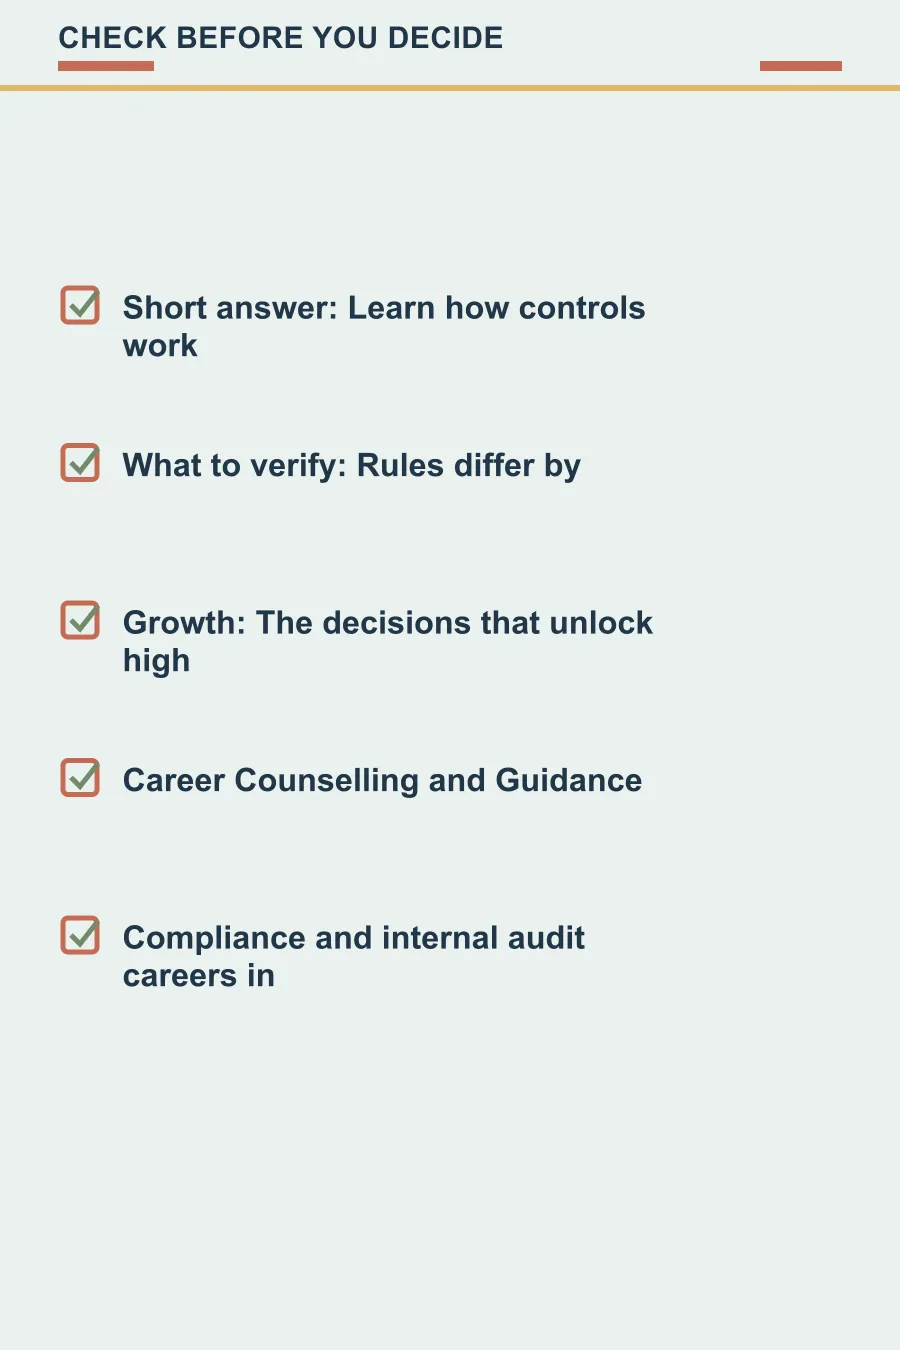 CHECK BEFORE YOU DECIDE
Short answer: Learn how controls
work
What to verify: Rules differ by
Growth: The decisions that unlock
high
Career Counselling and Guidance
Compliance and internal audit
careers in